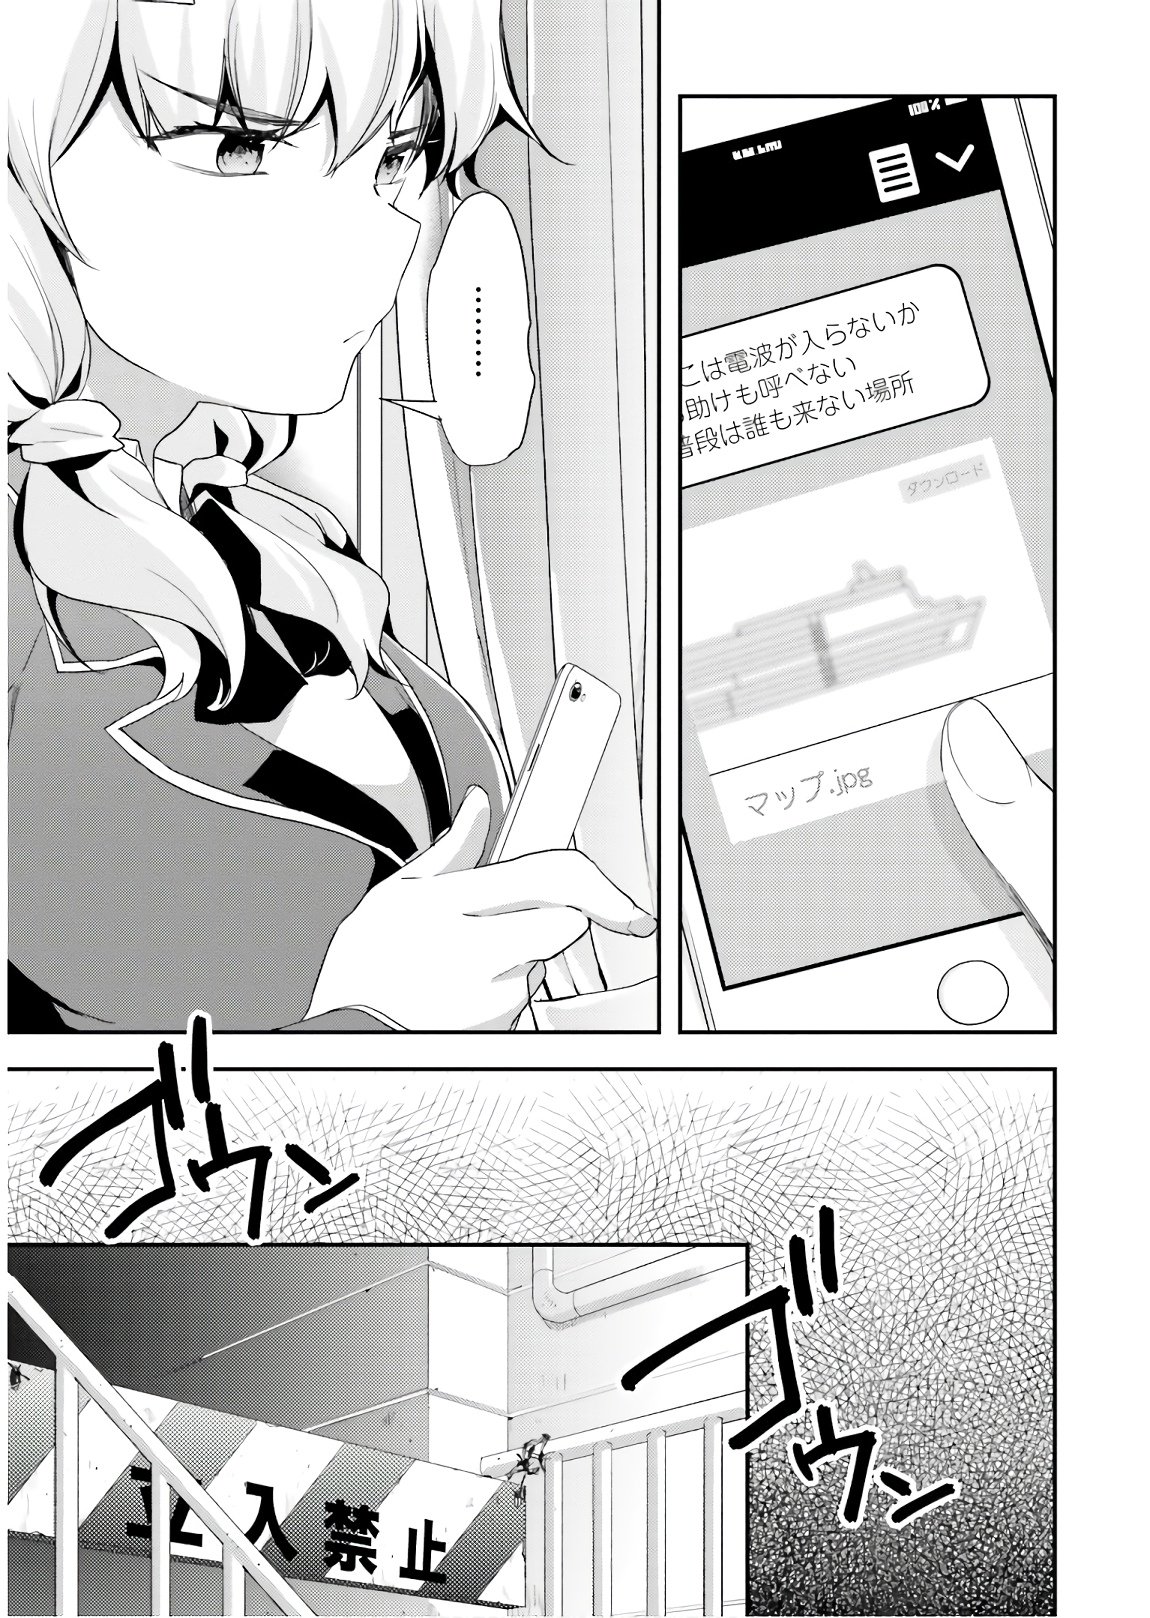 100%
こは電波が入らないか
助けも呼べない
普段は誰も来ない場所
ダウンロード
マップ.jpg
………
ゴウン
ゴウン
立入禁止